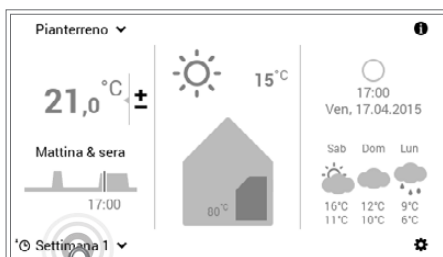 Pianterreno
21,0 °C ±
Mattina & sera
17:00
Settimana 1
15°C
80 °C
17:00
Ven, 17.04.2015
Sab Dom Lun
16°C 12°C 9°C
11°C 10°C 6°C